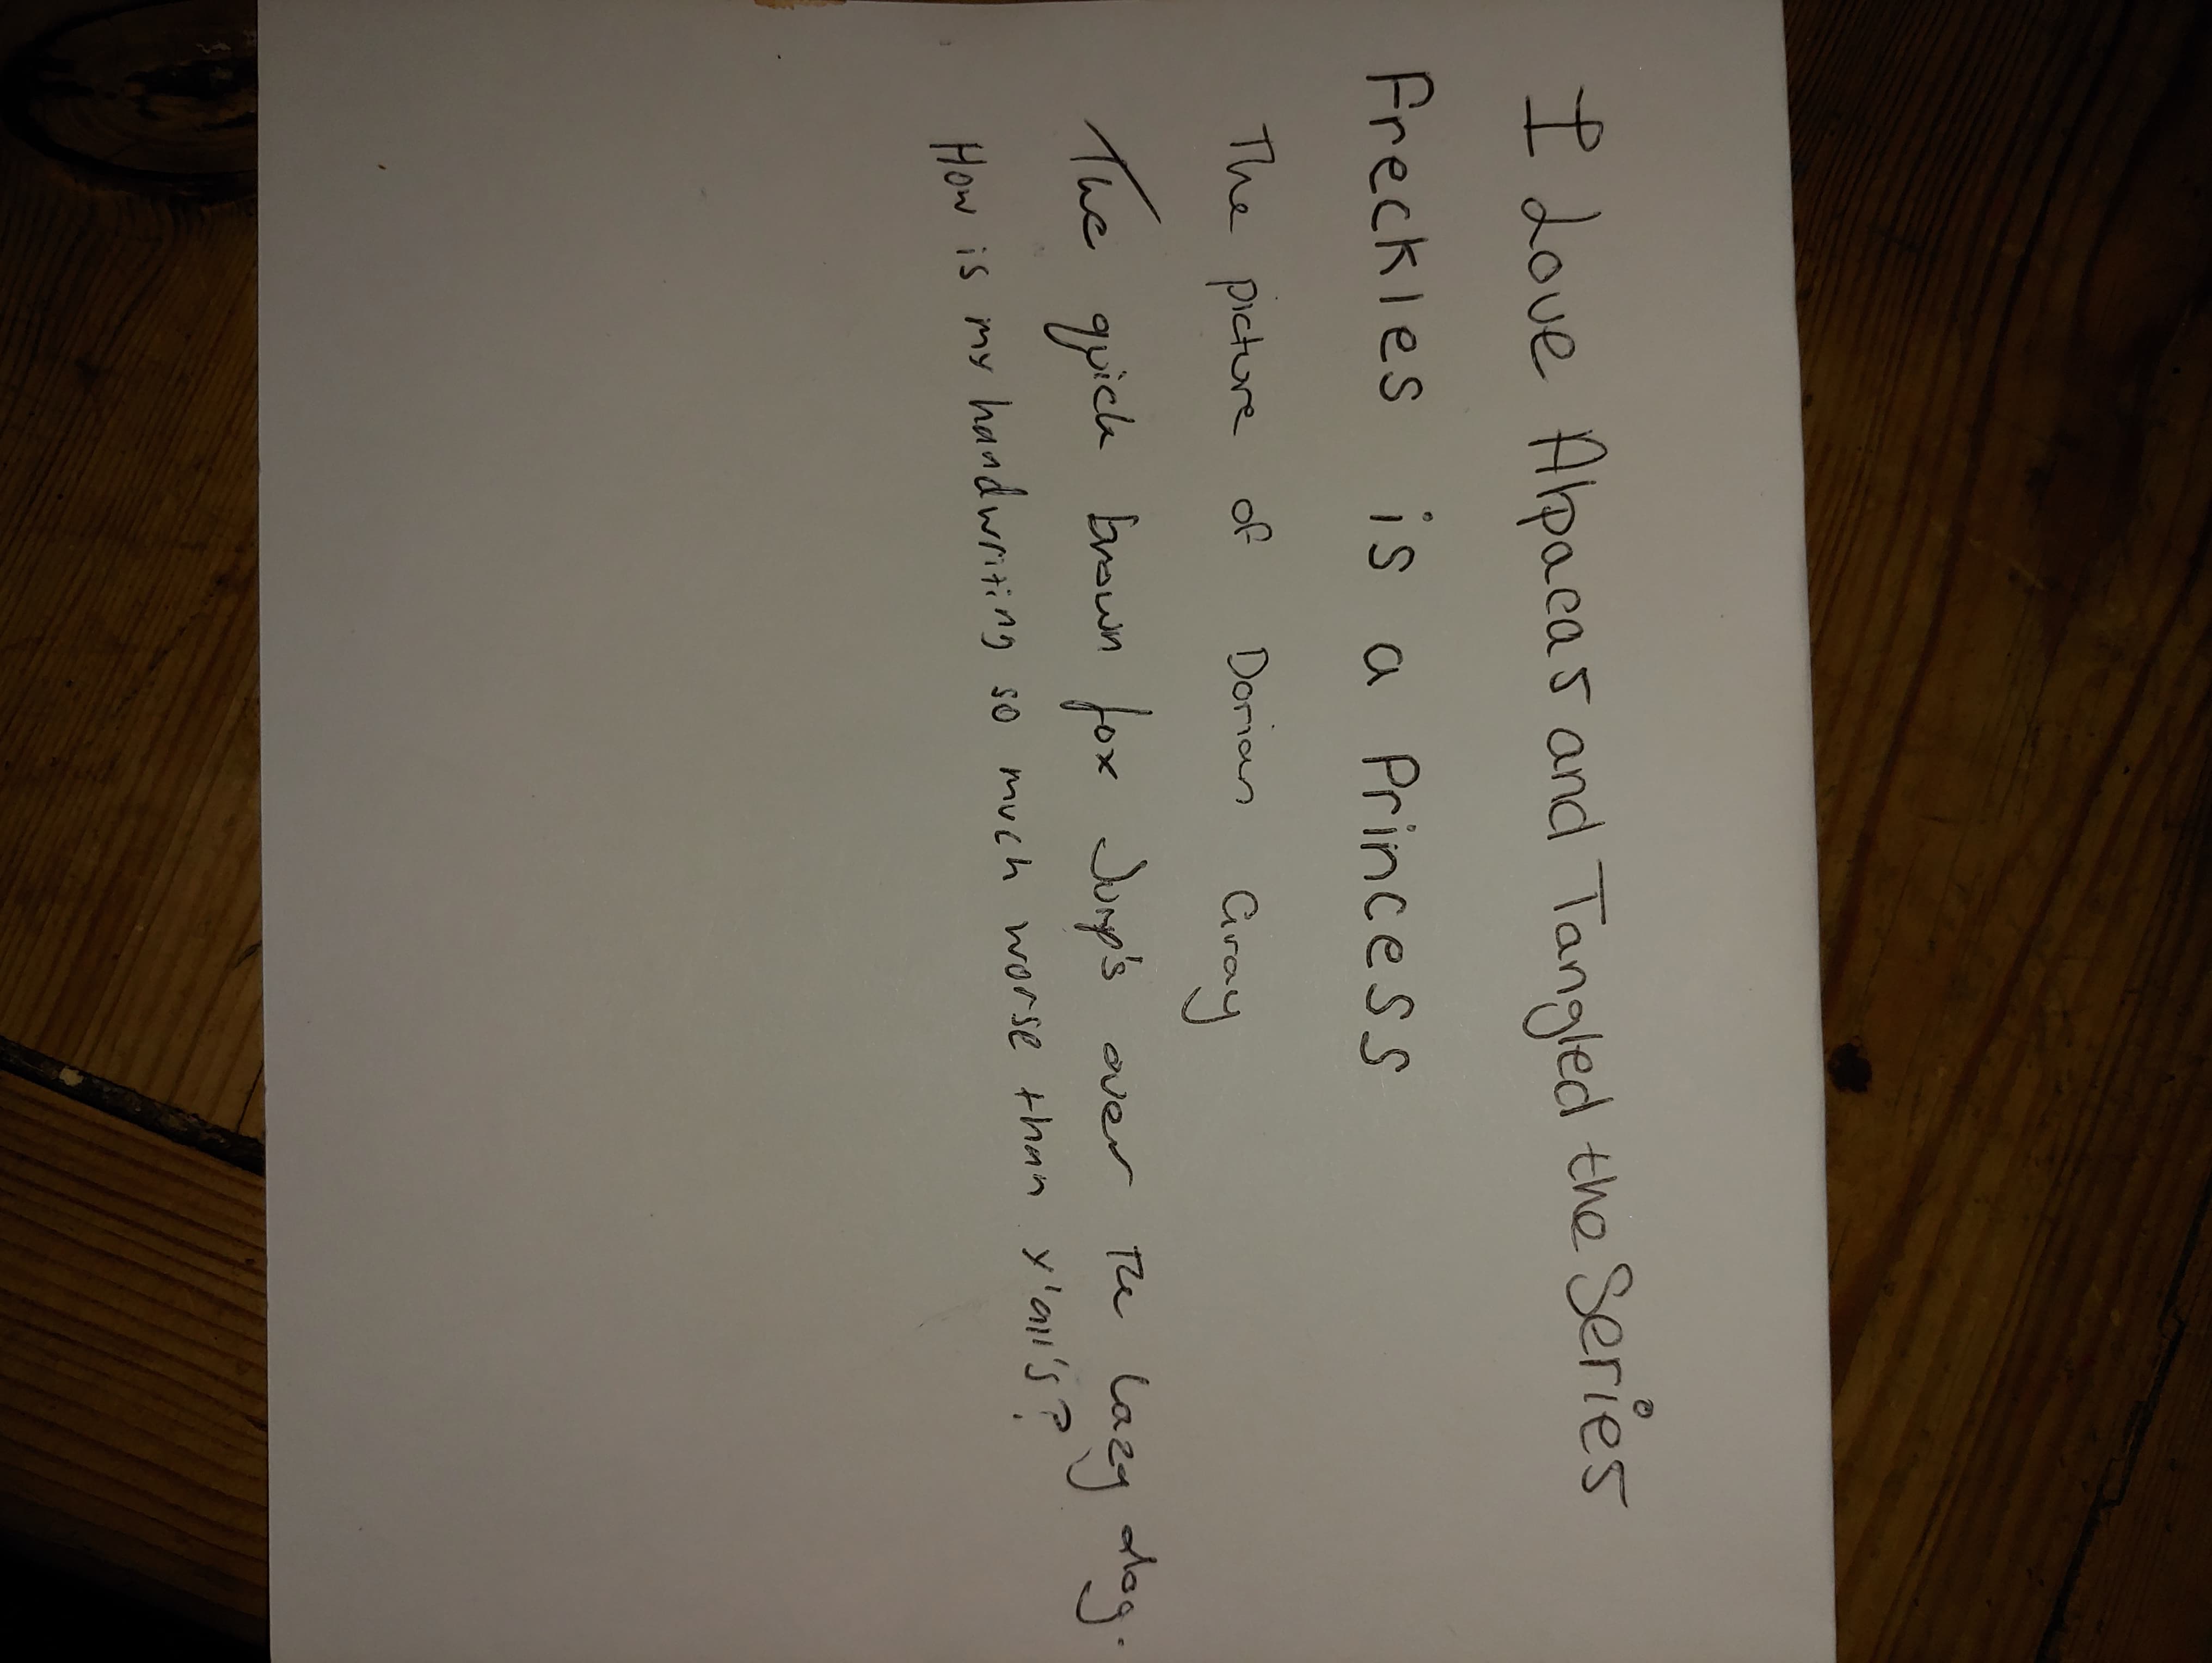 I Love Alpacas and Tangled the Series
Freckles is a Princess
The picture of Dorian Gray
The quick brown fox Jump's over the lazy dog.
How is my handwriting so much worse than y'all's?